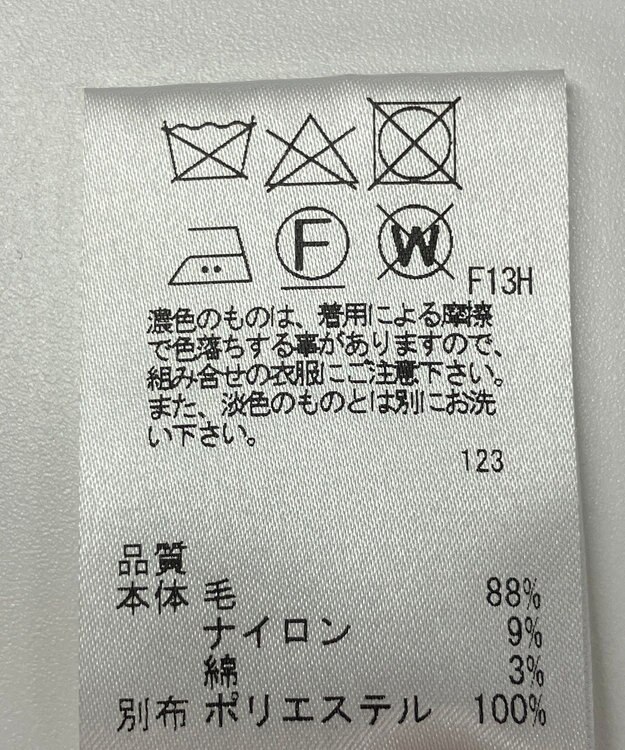 F W F13H
濃色のものは、着用による摩擦
で色落ちする事がありますので、
組み合せの衣服にご注意下さい。
また、淡色のものとは別にお洗
い下さい。
123
品質
本体 毛 88%
ナイロン 9%
綿 3%
別布 ポリエステル 100%